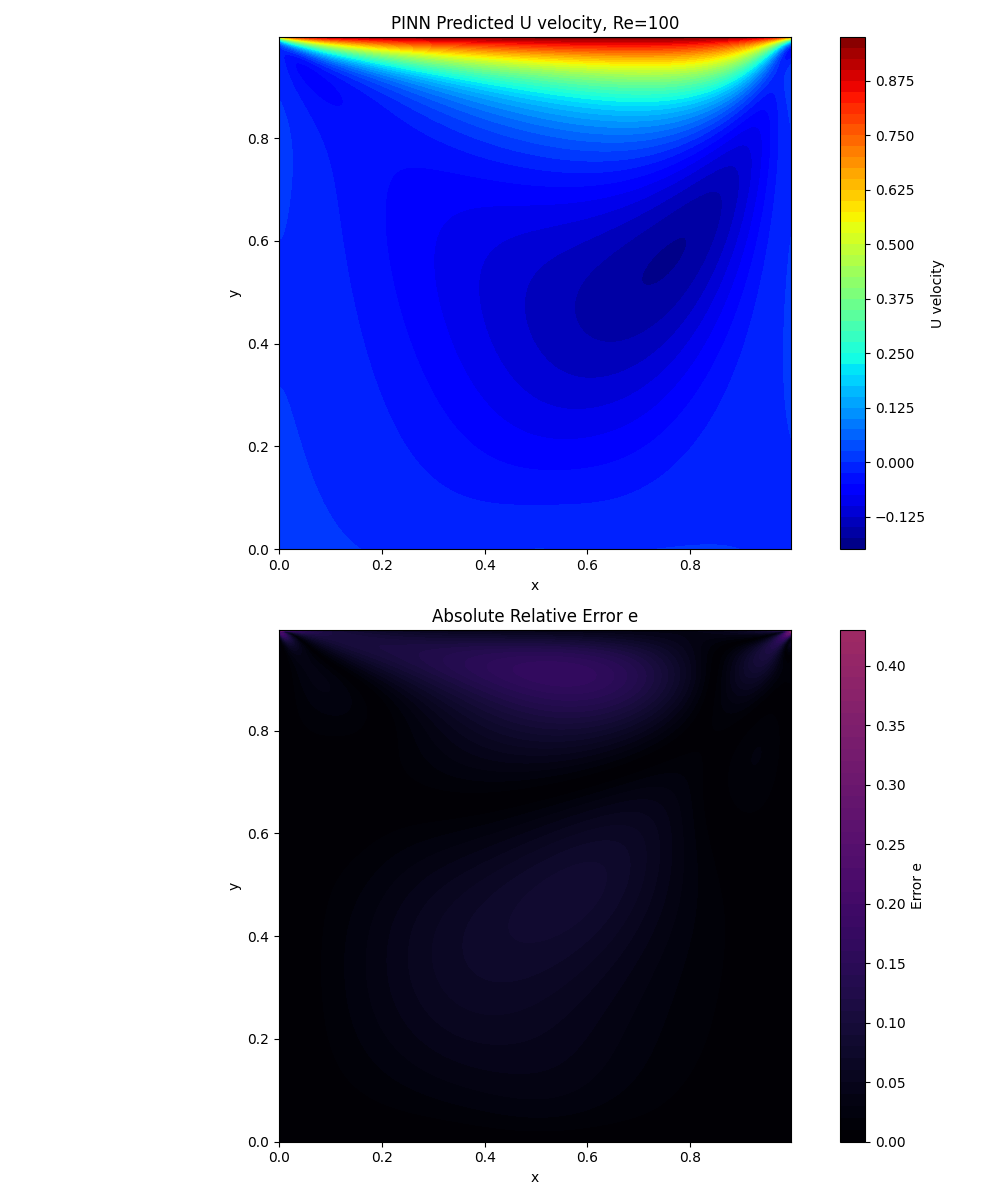 PINN Predicted U velocity, Re=100
0.8
0.6
0.4
0.2
0.0
y
0.0 0.2 0.4 0.6 0.8
x
0.875
0.750
0.625
0.500
0.375
0.250
0.125
0.000
−0.125
U velocity
Absolute Relative Error e
0.8
0.6
0.4
0.2
0.0
y
0.0 0.2 0.4 0.6 0.8
x
0.40
0.35
0.30
0.25
0.20
0.15
0.10
0.05
0.00
Error e